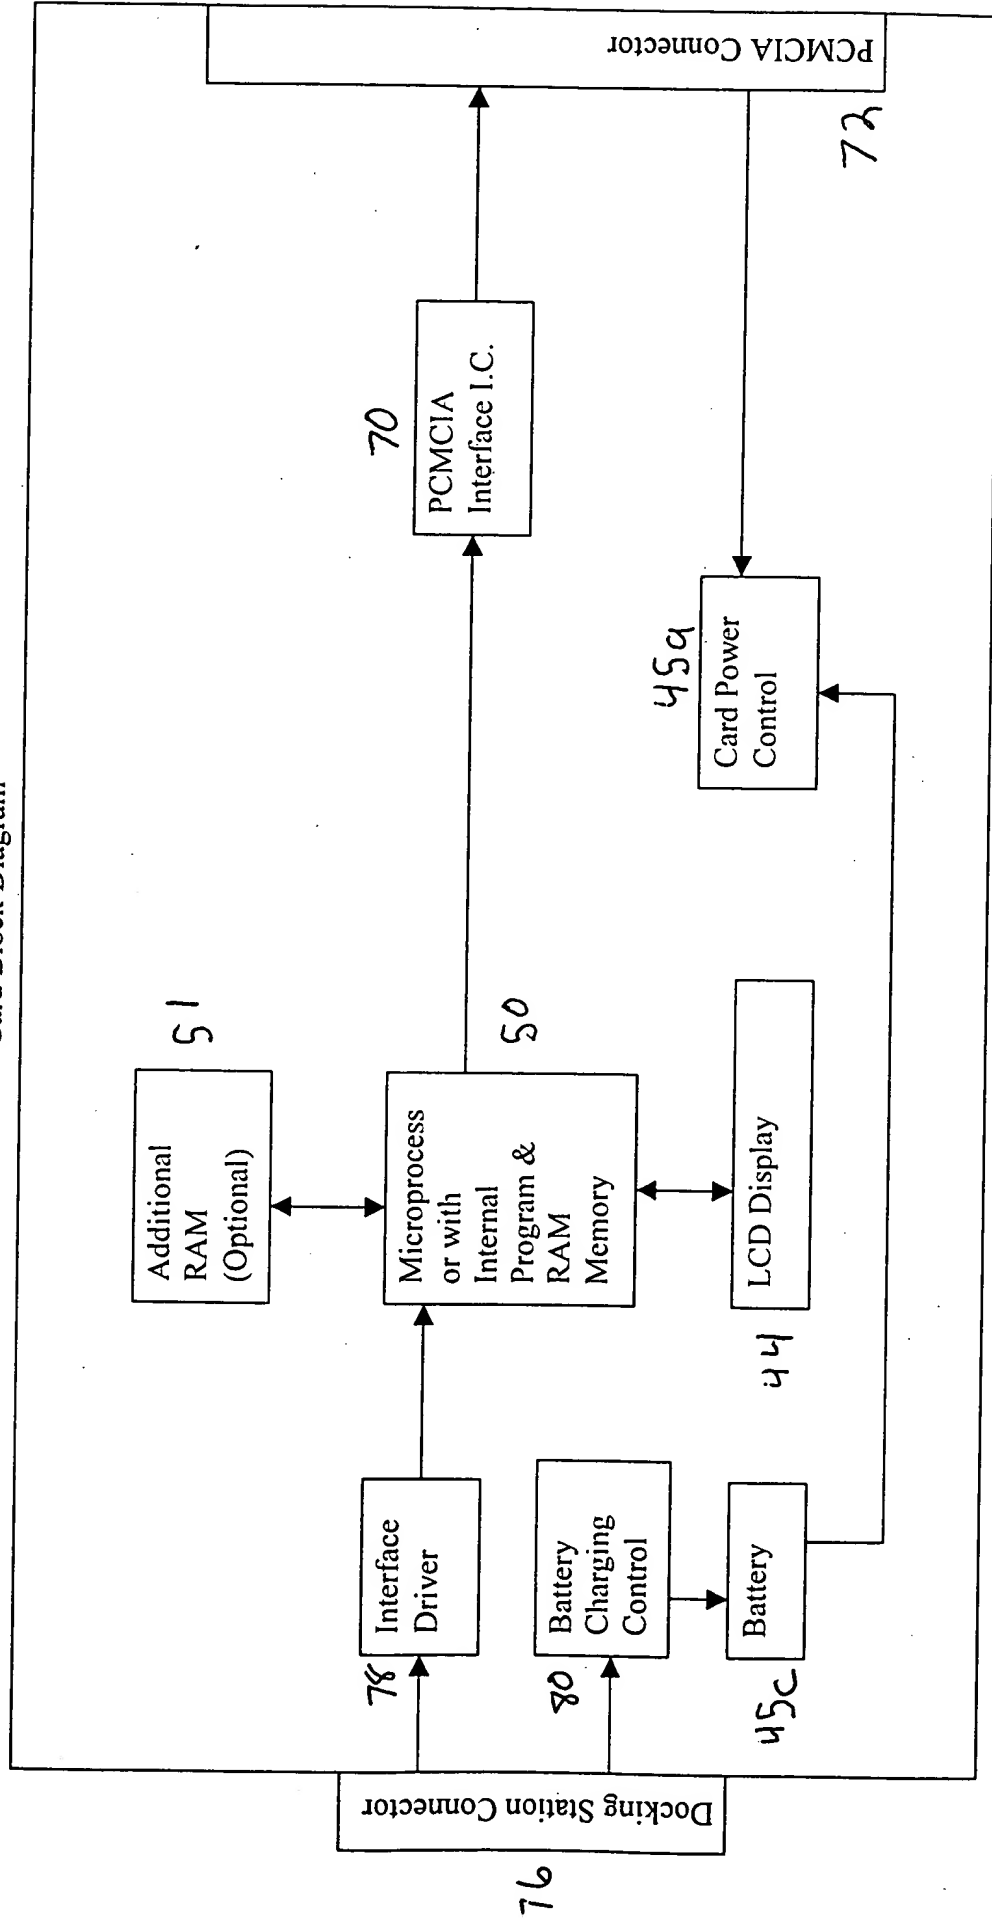 Card Block Diagram
Additional
RAM
(Optional)
51
Interface
Driver
78
Microprocess
or with
Internal
Program &
RAM
Memory
50
PCMCIA
Interface I.C.
70
PCMCIA Connector
72
Docking Station Connector
76
Battery
Charging
Control
80
Battery
45c
LCD Display
44
Card Power
Control
45a